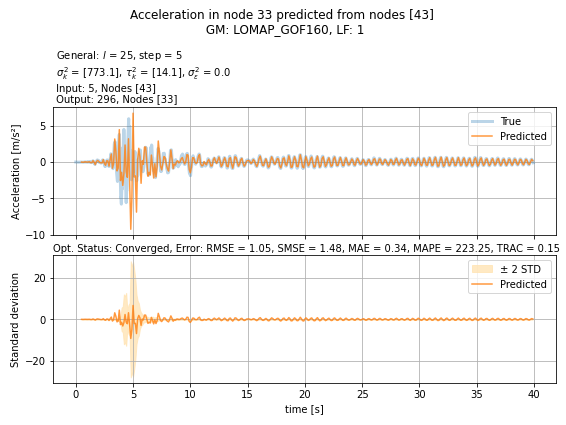 Acceleration in node 33 predicted from nodes [43]
GM: LOMAP_GOF160, LF: 1
General: l = 25, step = 5
σ²ₖ = [773.1], τ²ₖ = [14.1], σ²ₑ = 0.0
Input: 5, Nodes [43]
Output: 296, Nodes [33]
Acceleration [m/s²]
5
0
−5
−10
True
Predicted
Opt. Status: Converged, Error: RMSE = 1.05, SMSE = 1.48, MAE = 0.34, MAPE = 223.25, TRAC = 0.15
Standard deviation
20
0
−20
± 2 STD
Predicted
0 5 10 15 20 25 30 35 40
time [s]